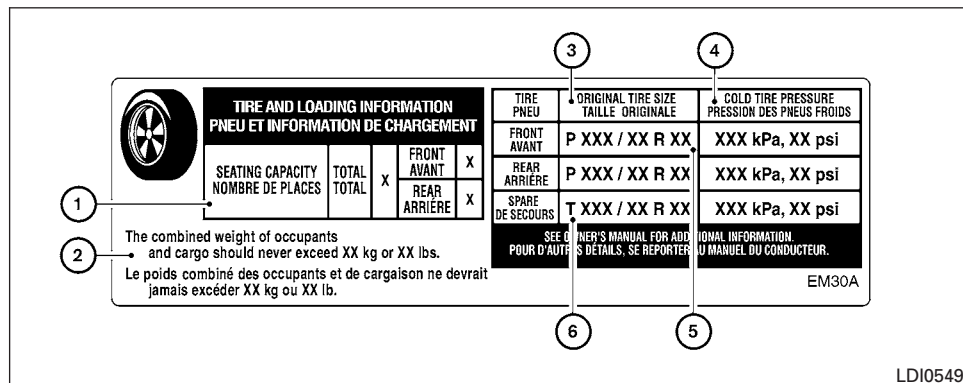 3
4
TIRE AND LOADING INFORMATION
PNEU ET INFORMATION DE CHARGEMENT
SEATING CAPACITY
NOMBRE DE PLACES
TOTAL
TOTAL
X
FRONT
AVANT
X
REAR
ARRIÈRE
X
1
The combined weight of occupants
and cargo should never exceed XX kg or XX lbs.
2
Le poids combiné des occupants et de cargaison ne devrait
jamais excéder XX kg ou XX lb.
TIRE
PNEU
ORIGINAL TIRE SIZE
TAILLE ORIGINALE
COLD TIRE PRESSURE
PRESSION DES PNEUS FROIDS
FRONT
AVANT
P XXX / XX R XX
XXX kPa, XX psi
REAR
ARRIÉRE
P XXX / XX R XX
XXX kPa, XX psi
SPARE
DE SECOURS
T XXX / XX R XX
XXX kPa, XX psi
SEE OWNER'S MANUAL FOR ADDITIONAL INFORMATION.
POUR D'AUTRES DÉTAILS, SE REPORTER AU MANUEL DU CONDUCTEUR.
EM30A
6
5
LDI0549